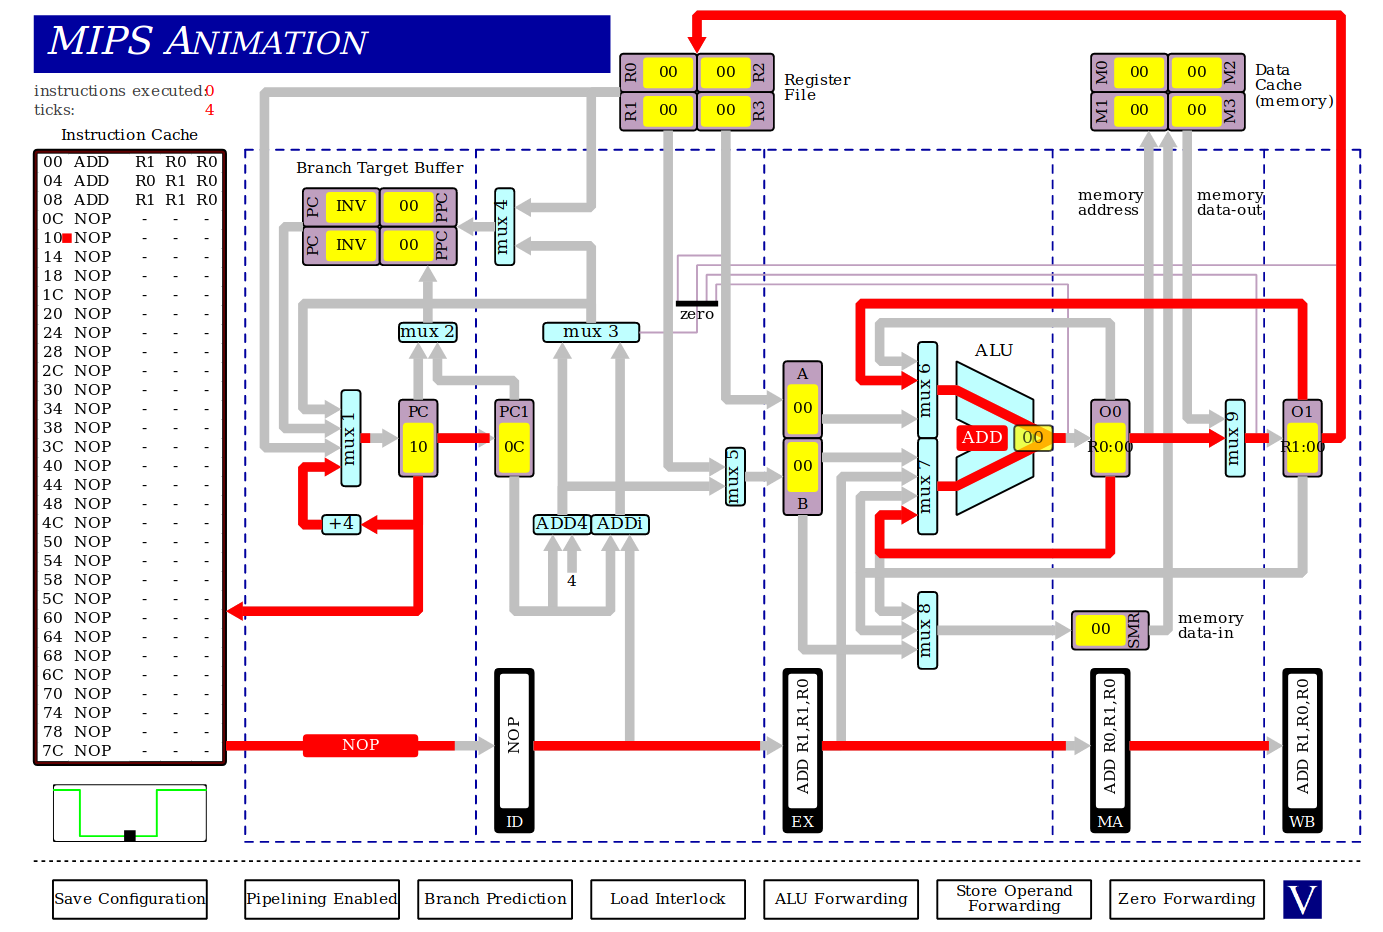 MIPS ANIMATION
instructions executed:0
ticks: 4
Instruction Cache
00 ADD R1 R0 R0
04 ADD R0 R1 R0
08 ADD R1 R1 R0
0C NOP - - -
10 NOP - - -
14 NOP - - -
18 NOP - - -
1C NOP - - -
20 NOP - - -
24 NOP - - -
28 NOP - - -
2C NOP - - -
30 NOP - - -
34 NOP - - -
38 NOP - - -
3C NOP - - -
40 NOP - - -
44 NOP - - -
48 NOP - - -
4C NOP - - -
50 NOP - - -
54 NOP - - -
58 NOP - - -
5C NOP - - -
60 NOP - - -
64 NOP - - -
68 NOP - - -
6C NOP - - -
70 NOP - - -
74 NOP - - -
78 NOP - - -
7C NOP - - -
R0 00 00 R2
R1 00 00 R3
Register
File
M0 00 00 M2
M1 00 00 M3
Data
Cache
(memory)
Branch Target Buffer
PC INV 00 PPC
PC INV 00 PPC
mux 4
memory
address
memory
data-out
zero
mux 2
mux 3
mux 1
PC
10
PC1
0C
+4
ADD4
ADDi
4
mux 5
A
00
00
B
mux 6
mux 7
ALU
ADD
00
O0
R0:00
mux 9
O1
R1:00
mux 8
00 SMR
memory
data-in
NOP
NOP
ID
ADD R1,R1,R0
EX
ADD R0,R1,R0
MA
ADD R1,R0,R0
WB
Save Configuration
Pipelining Enabled
Branch Prediction
Load Interlock
ALU Forwarding
Store Operand
Forwarding
Zero Forwarding
V